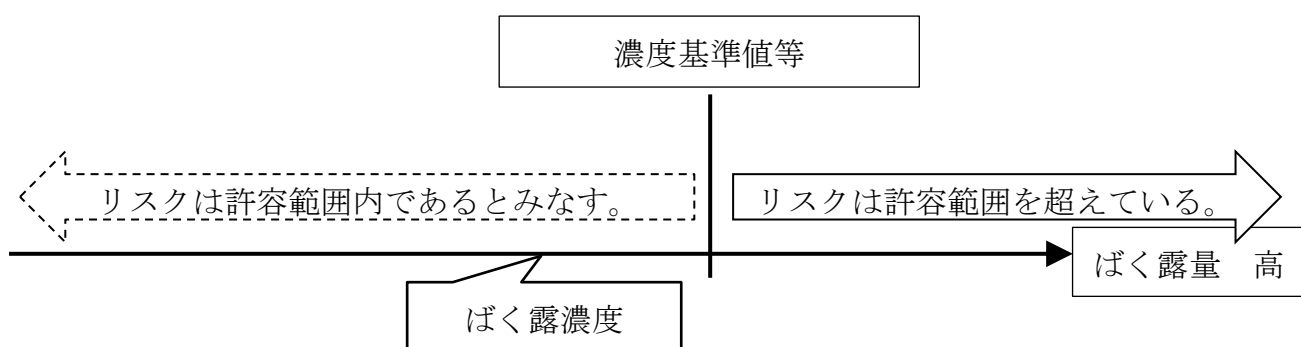 濃度基準値等
リスクは許容範囲内であるとみなす。
リスクは許容範囲を超えている。
ばく露量　高
ばく露濃度